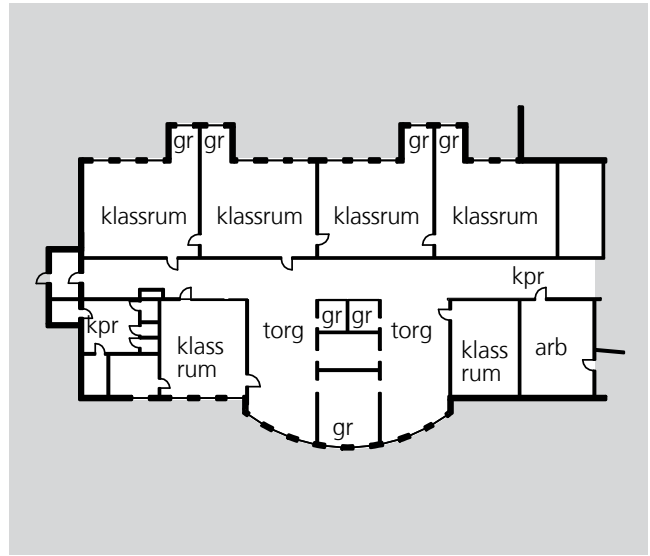 gr gr gr gr
klassrum klassrum klassrum klassrum
kpr
kpr torg gr gr torg
klass
rum
klass
rum
arb
gr